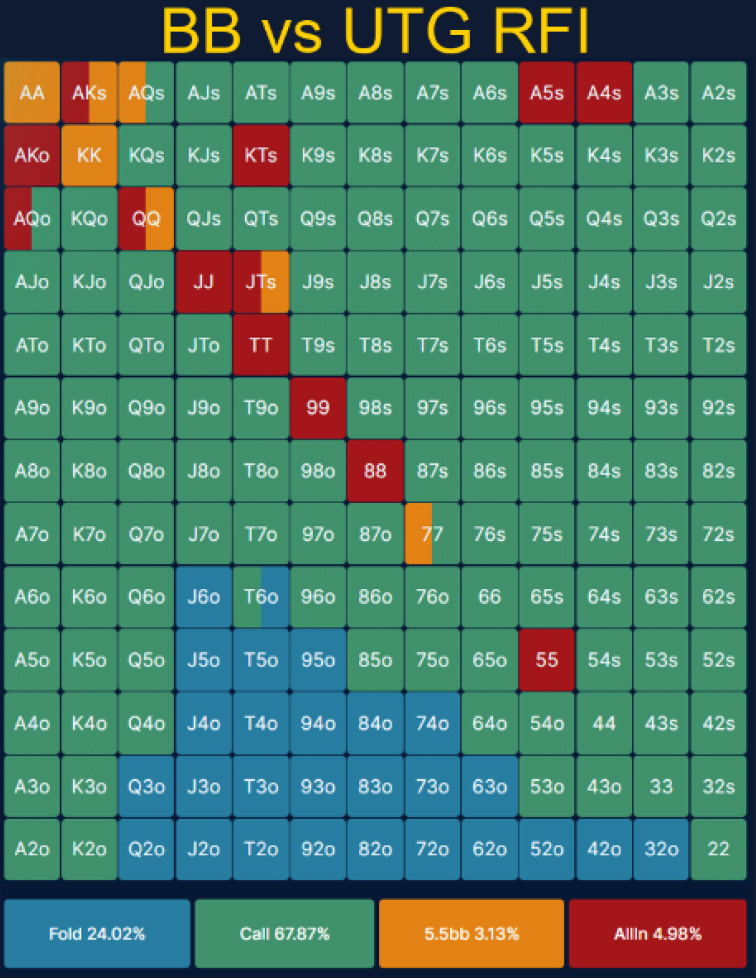 BB vs UTG RFI
AA AKs AQs AJs ATs A9s A8s A7s A6s A5s A4s A3s A2s
AKo KK KQs KJs KTs K9s K8s K7s K6s K5s K4s K3s K2s
AQo KQo QQ QJs QTs Q9s Q8s Q7s Q6s Q5s Q4s Q3s Q2s
AJo KJo QJo JJ JTs J9s J8s J7s J6s J5s J4s J3s J2s
ATo KTo QTo JTo TT T9s T8s T7s T6s T5s T4s T3s T2s
A9o K9o Q9o J9o T9o 99 98s 97s 96s 95s 94s 93s 92s
A8o K8o Q8o J8o T8o 98o 88 87s 86s 85s 84s 83s 82s
A7o K7o Q7o J7o T7o 97o 87o 77 76s 75s 74s 73s 72s
A6o K6o Q6o J6o T6o 96o 86o 76o 66 65s 64s 63s 62s
A5o K5o Q5o J5o T5o 95o 85o 75o 65o 55 54s 53s 52s
A4o K4o Q4o J4o T4o 94o 84o 74o 64o 54o 44 43s 42s
A3o K3o Q3o J3o T3o 93o 83o 73o 63o 53o 43o 33 32s
A2o K2o Q2o J2o T2o 92o 82o 72o 62o 52o 42o 32o 22
Fold 24.02% Call 67.87% 5.5bb 3.13% AllIn 4.98%